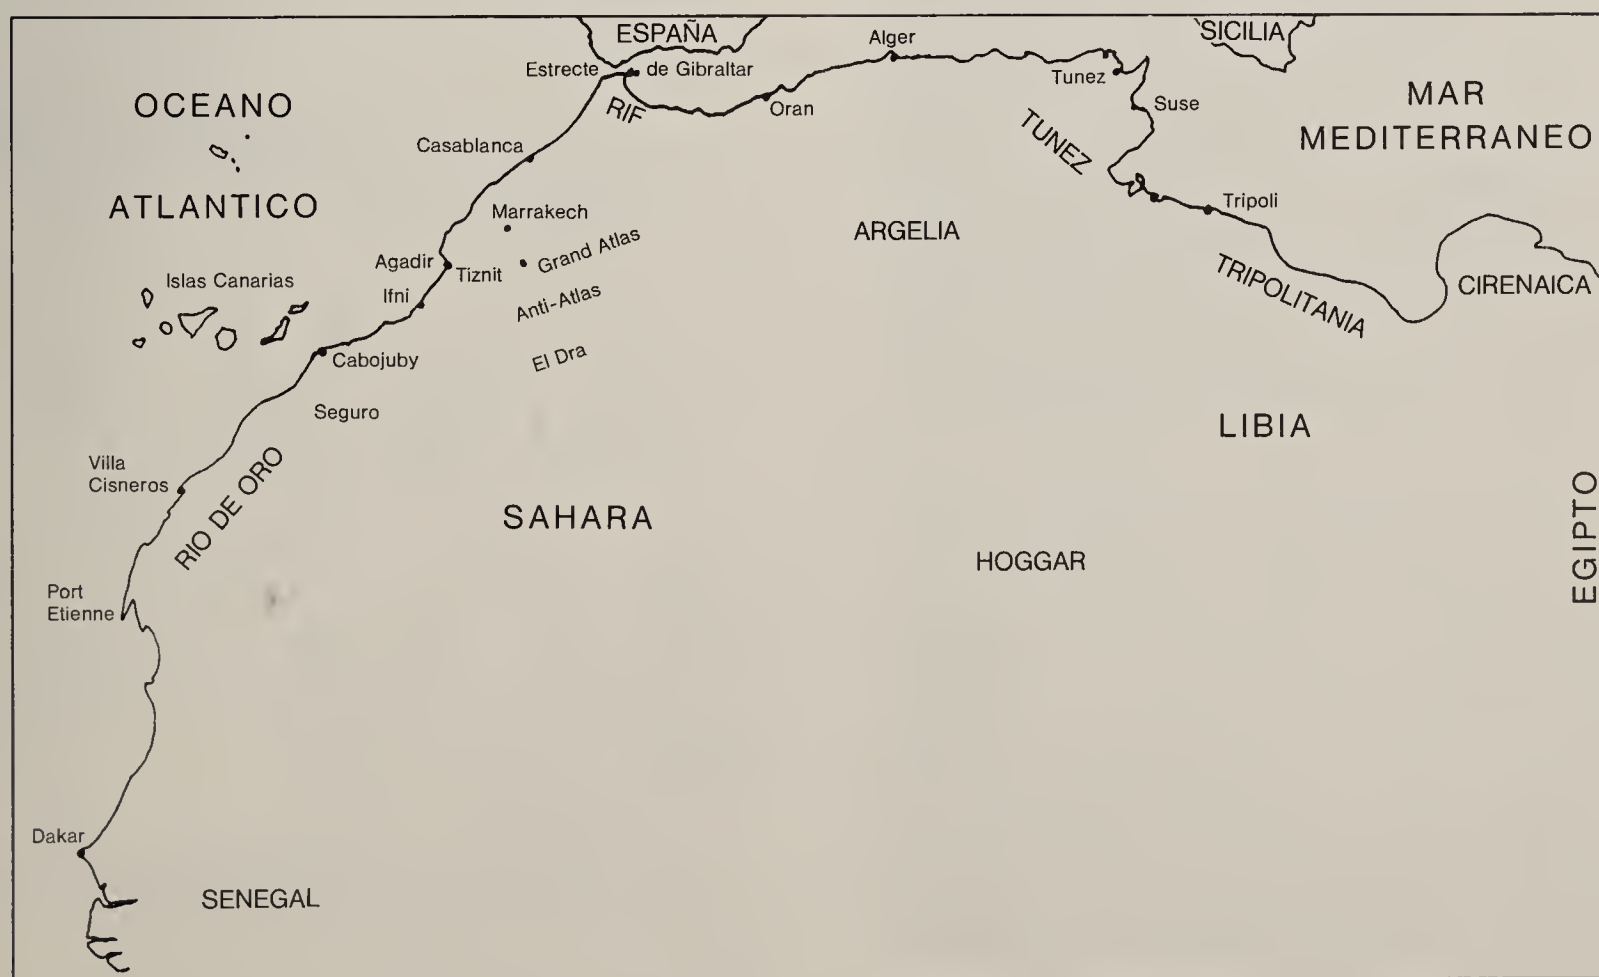 ESPAÑA
SICILIA
Estrecte de Gibraltar
Alger
Tunez
OCEANO
ATLANTICO
RIF
Oran
Suse
MAR
MEDITERRANEO
TUNEZ
Casablanca
Marrakech
Tripoli
ARGELIA
Grand Atlas
Agadir
Tiznit
Islas Canarias
Ifni
Anti-Atlas
TRIPOLITANIA
CIRENAICA
Cabojuby
El Dra
Seguro
LIBIA
Villa
Cisneros
RIO DE ORO
SAHARA
HOGGAR
EGIPTO
Port
Etienne
Dakar
SENEGAL